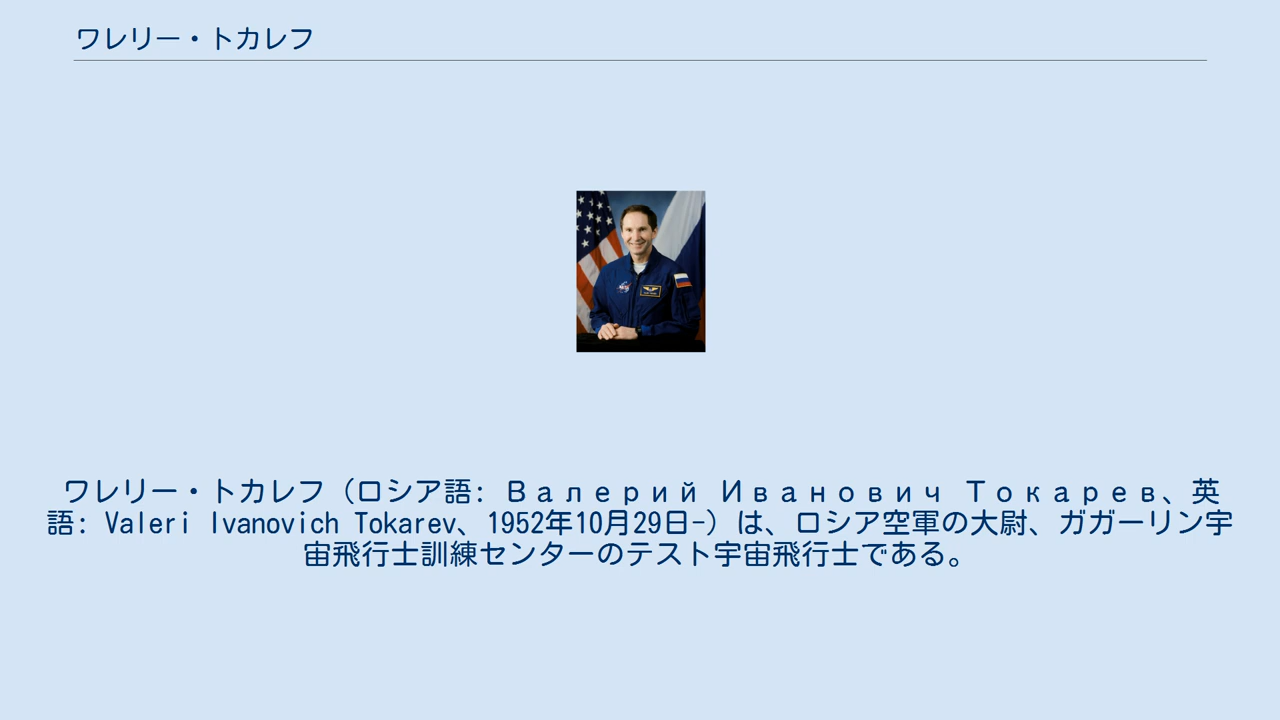 ワレリー・トカレフ
ワレリー・トカレフ（ロシア語: Валерий Иванович Токарев、英
語: Valeri Ivanovich Tokarev、1952年10月29日-）は、ロシア空軍の大尉、ガガーリン宇
宙飛行士訓練センターのテスト宇宙飛行士である。